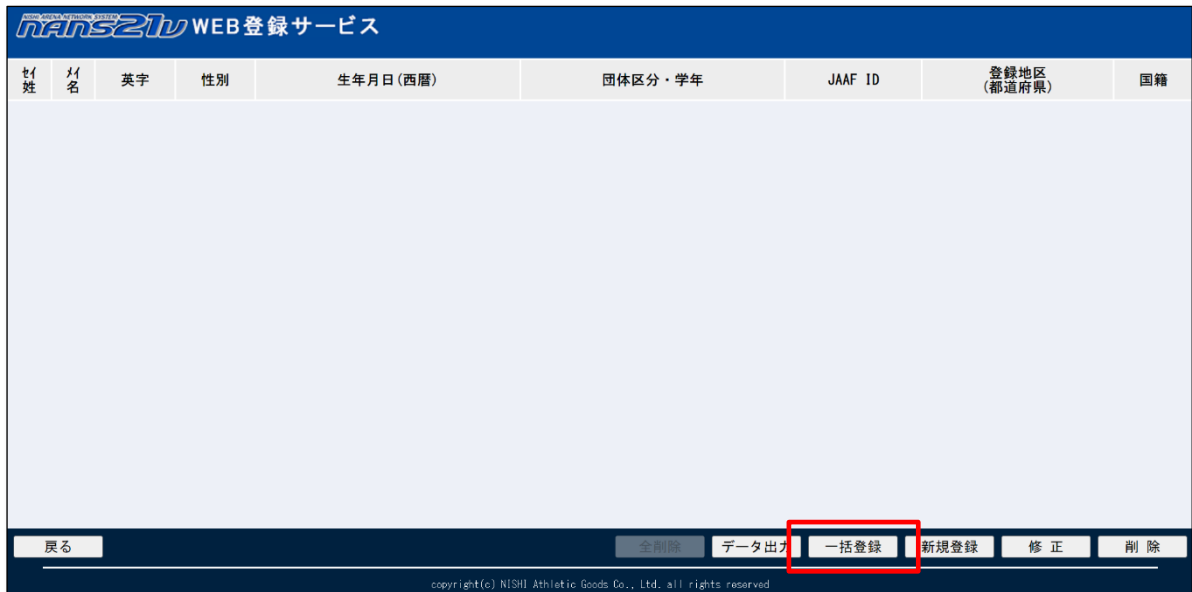 NISHI ARENA NETWORK SYSTEM
nANS21V WEB登録サービス
ｾｲ ﾒｲ 英字 性別 生年月日(西暦) 団体区分・学年 JAAF ID 登録地区 国籍
姓 名 (都道府県)
戻る 全削除 データ出力 一括登録 新規登録 修 正 削 除
copyright(c) NISHI Athletic Goods Co., Ltd. all rights reserved